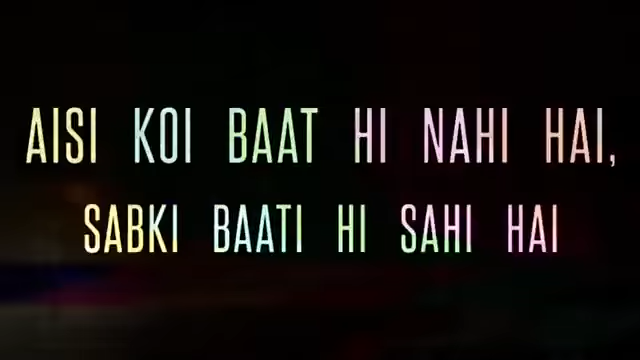 AISI KOI BAAT HI NAHI HAI,
SABKI BAATI HI SAHI HAI